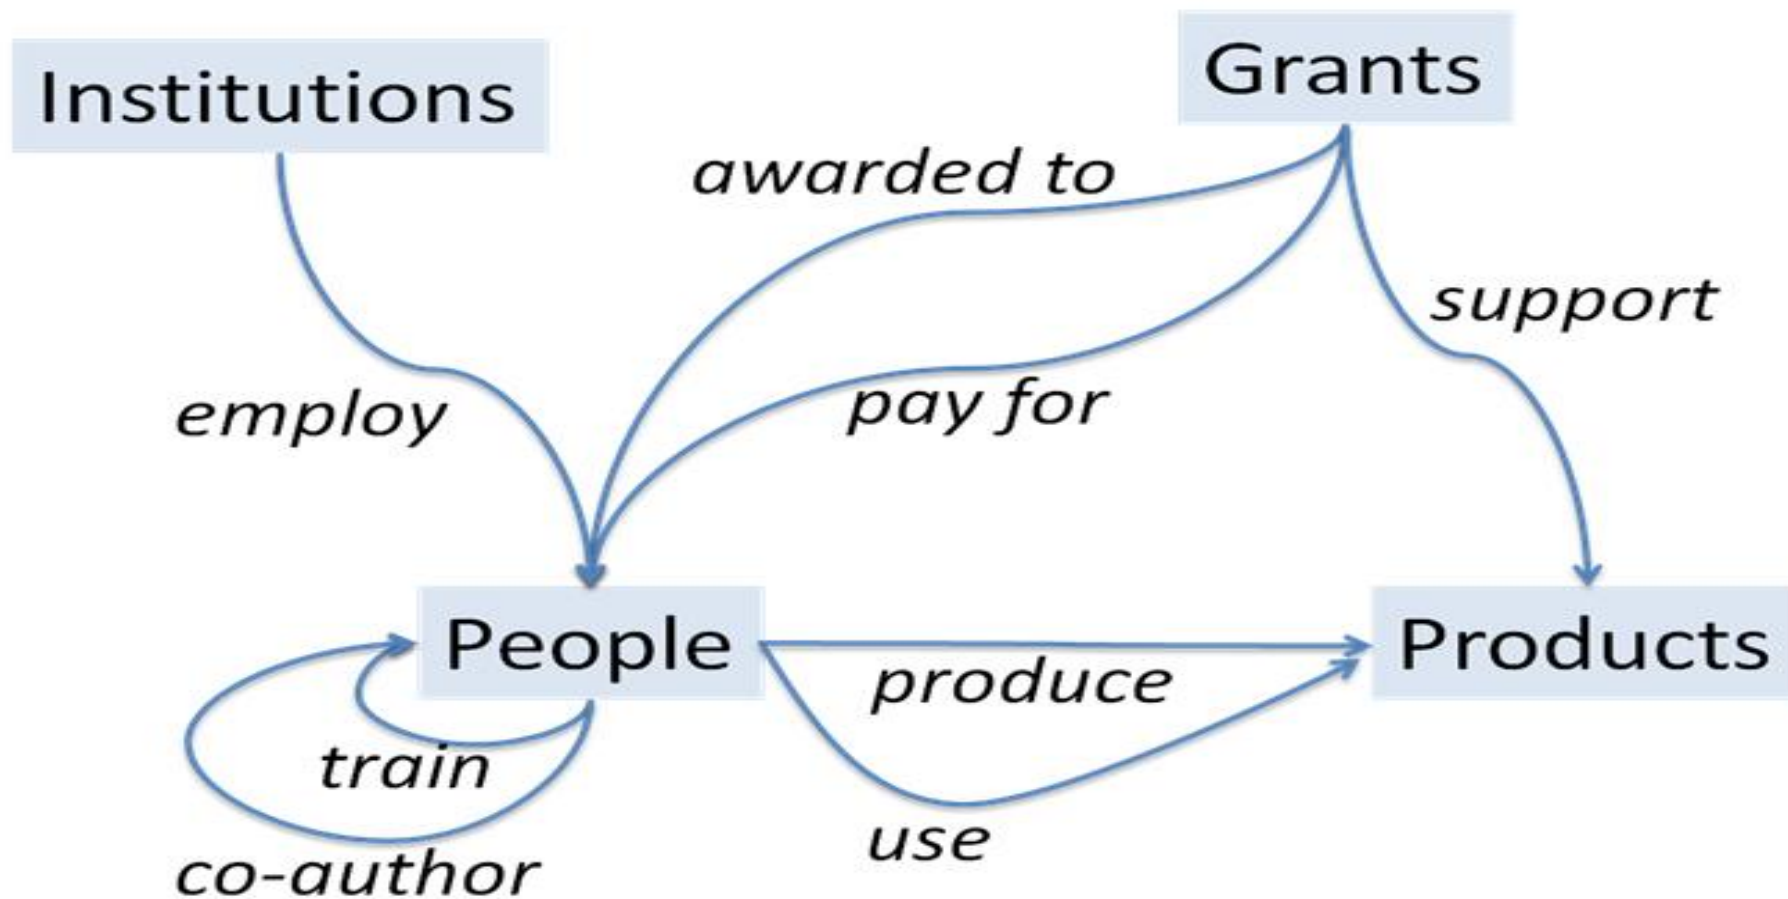 Institutions
Grants
awarded to
support
employ
pay for
People
Products
produce
train
use
co-author